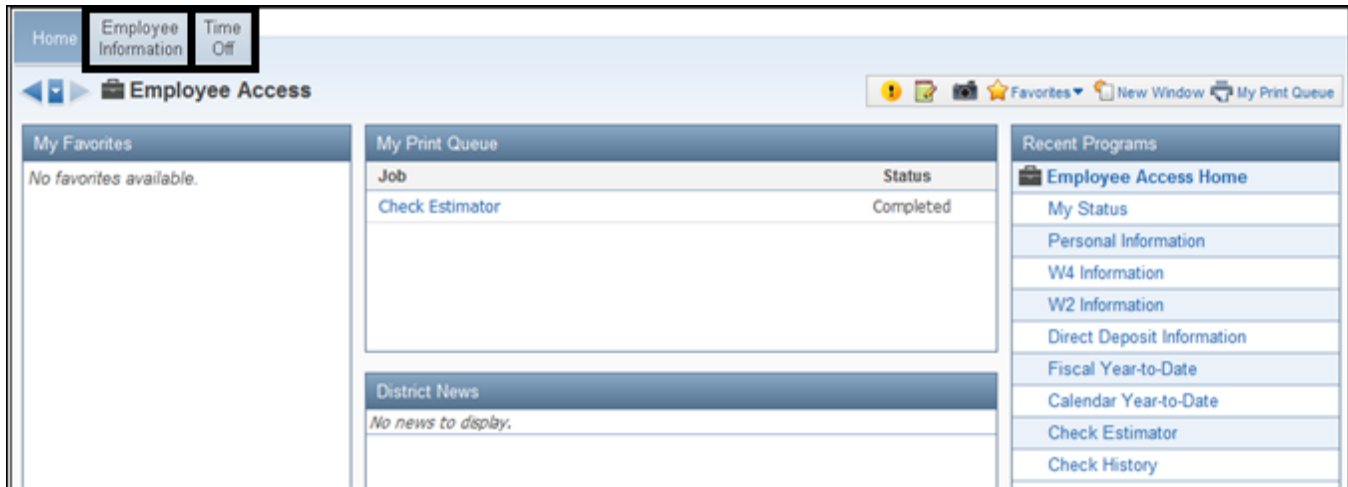 Home
Employee
Information
Time
Off
Employee Access
Favorites New Window My Print Queue
My Favorites
No favorites available.
My Print Queue
Job Status
Check Estimator Completed
District News
No news to display.
Recent Programs
Employee Access Home
My Status
Personal Information
W4 Information
W2 Information
Direct Deposit Information
Fiscal Year-to-Date
Calendar Year-to-Date
Check Estimator
Check History